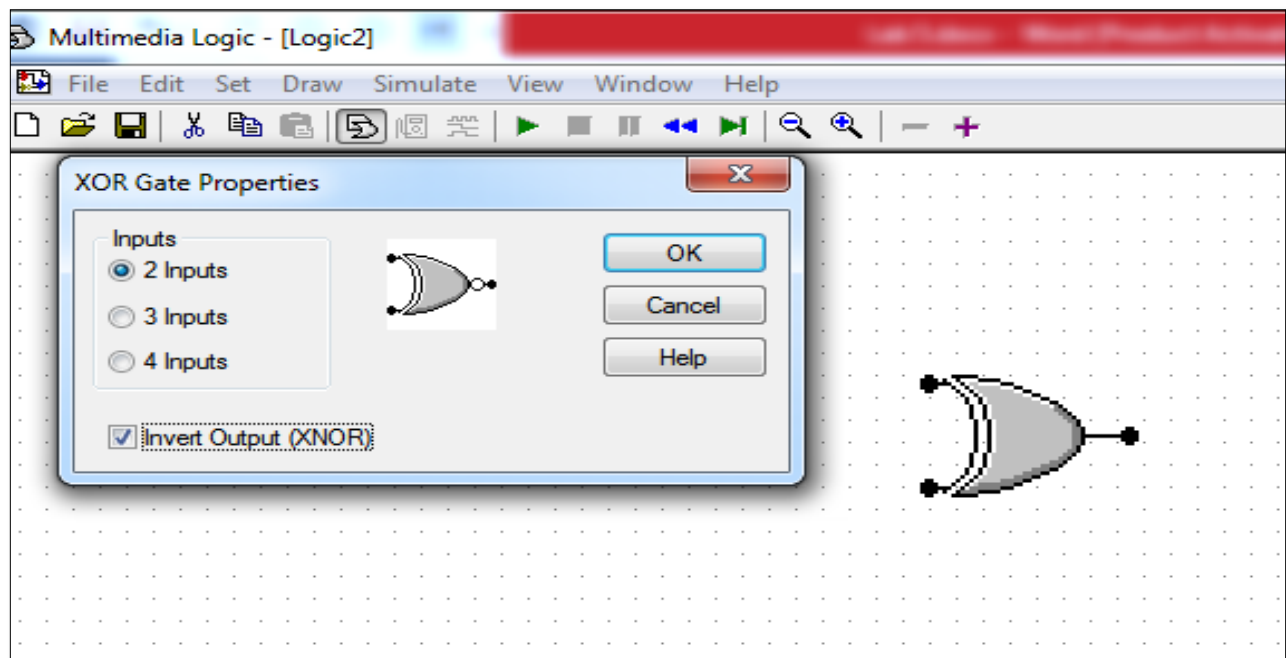 Multimedia Logic - [Logic2]
File Edit Set Draw Simulate View Window Help
XOR Gate Properties
Inputs
2 Inputs
3 Inputs
4 Inputs
OK
Cancel
Help
Invert Output (XNOR)